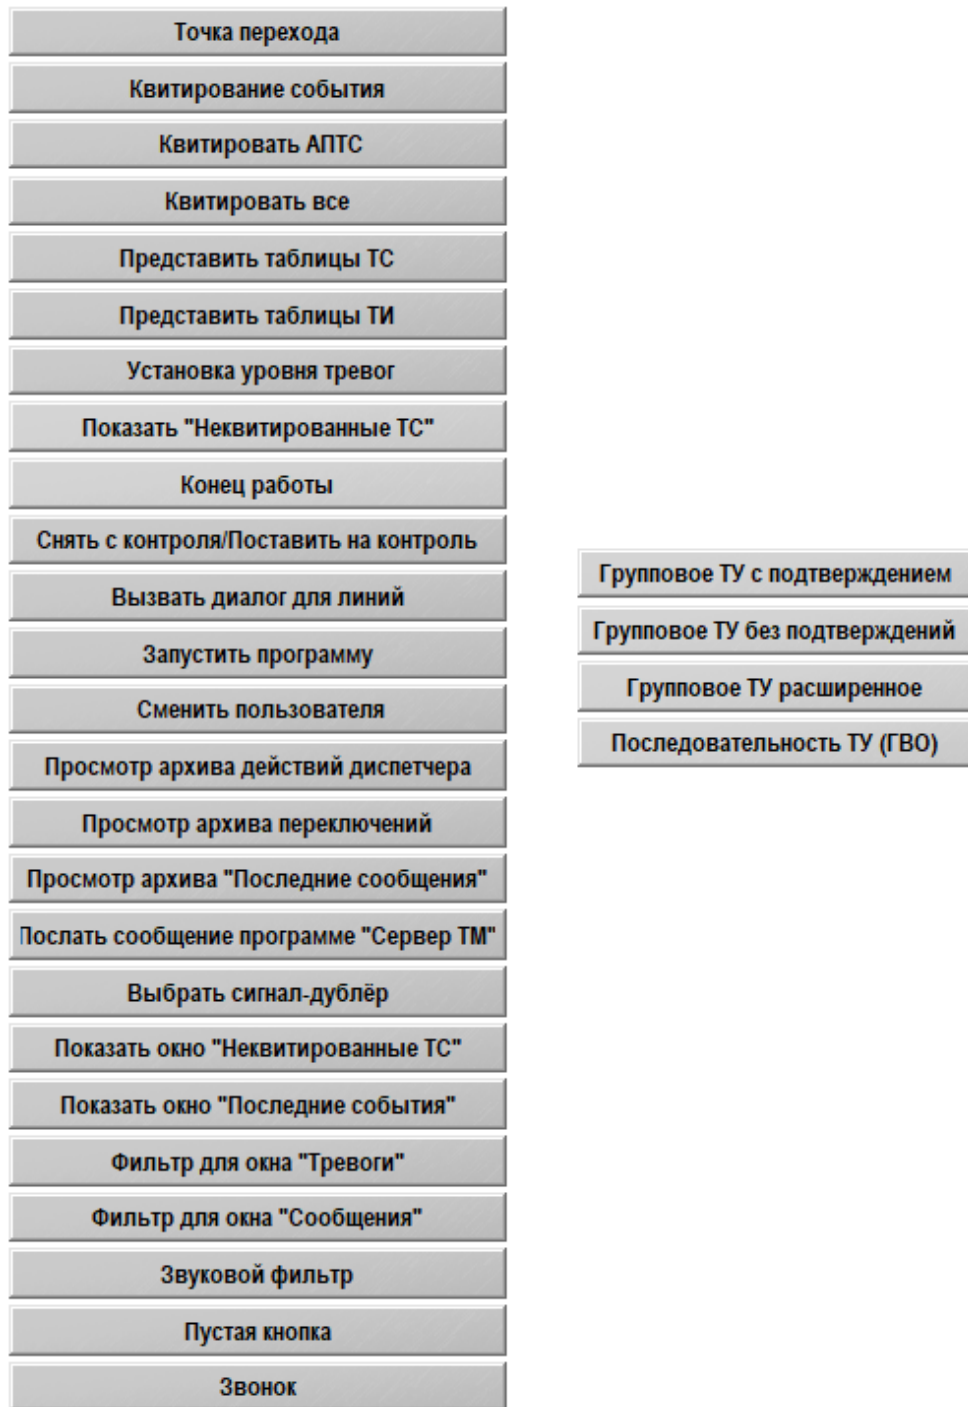 Точка перехода
Квитирование события
Квитировать АПТС
Квитировать все
Представить таблицы ТС
Представить таблицы ТИ
Установка уровня тревог
Показать "Неквитированные ТС"
Конец работы
Снять с контроля/Поставить на контроль
Вызвать диалог для линий
Запустить программу
Сменить пользователя
Просмотр архива действий диспетчера
Просмотр архива переключений
Просмотр архива "Последние сообщения"
Послать сообщение программе "Сервер ТМ"
Выбрать сигнал-дублёр
Показать окно "Неквитированные ТС"
Показать окно "Последние события"
Фильтр для окна "Тревоги"
Фильтр для окна "Сообщения"
Звуковой фильтр
Пустая кнопка
Звонок
Групповое ТУ с подтверждением
Групповое ТУ без подтверждений
Групповое ТУ расширенное
Последовательность ТУ (ГВО)